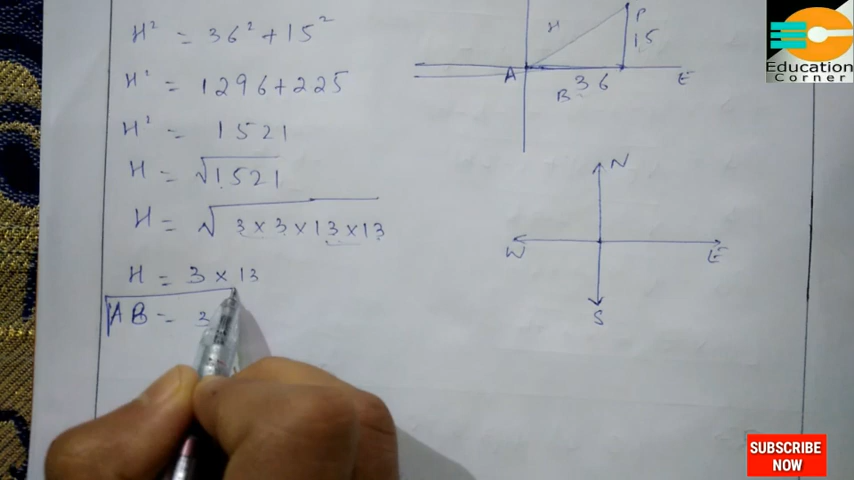 H² = 36² + 15²
H² = 1296 + 225
H² = 1521
H = √1521
H = √3 × 3 × 13 × 13
H = 3 × 13
AB = 3
H
P
15
A
36
B
E
N
W
E
S
Education
Corner
SUBSCRIBE
NOW